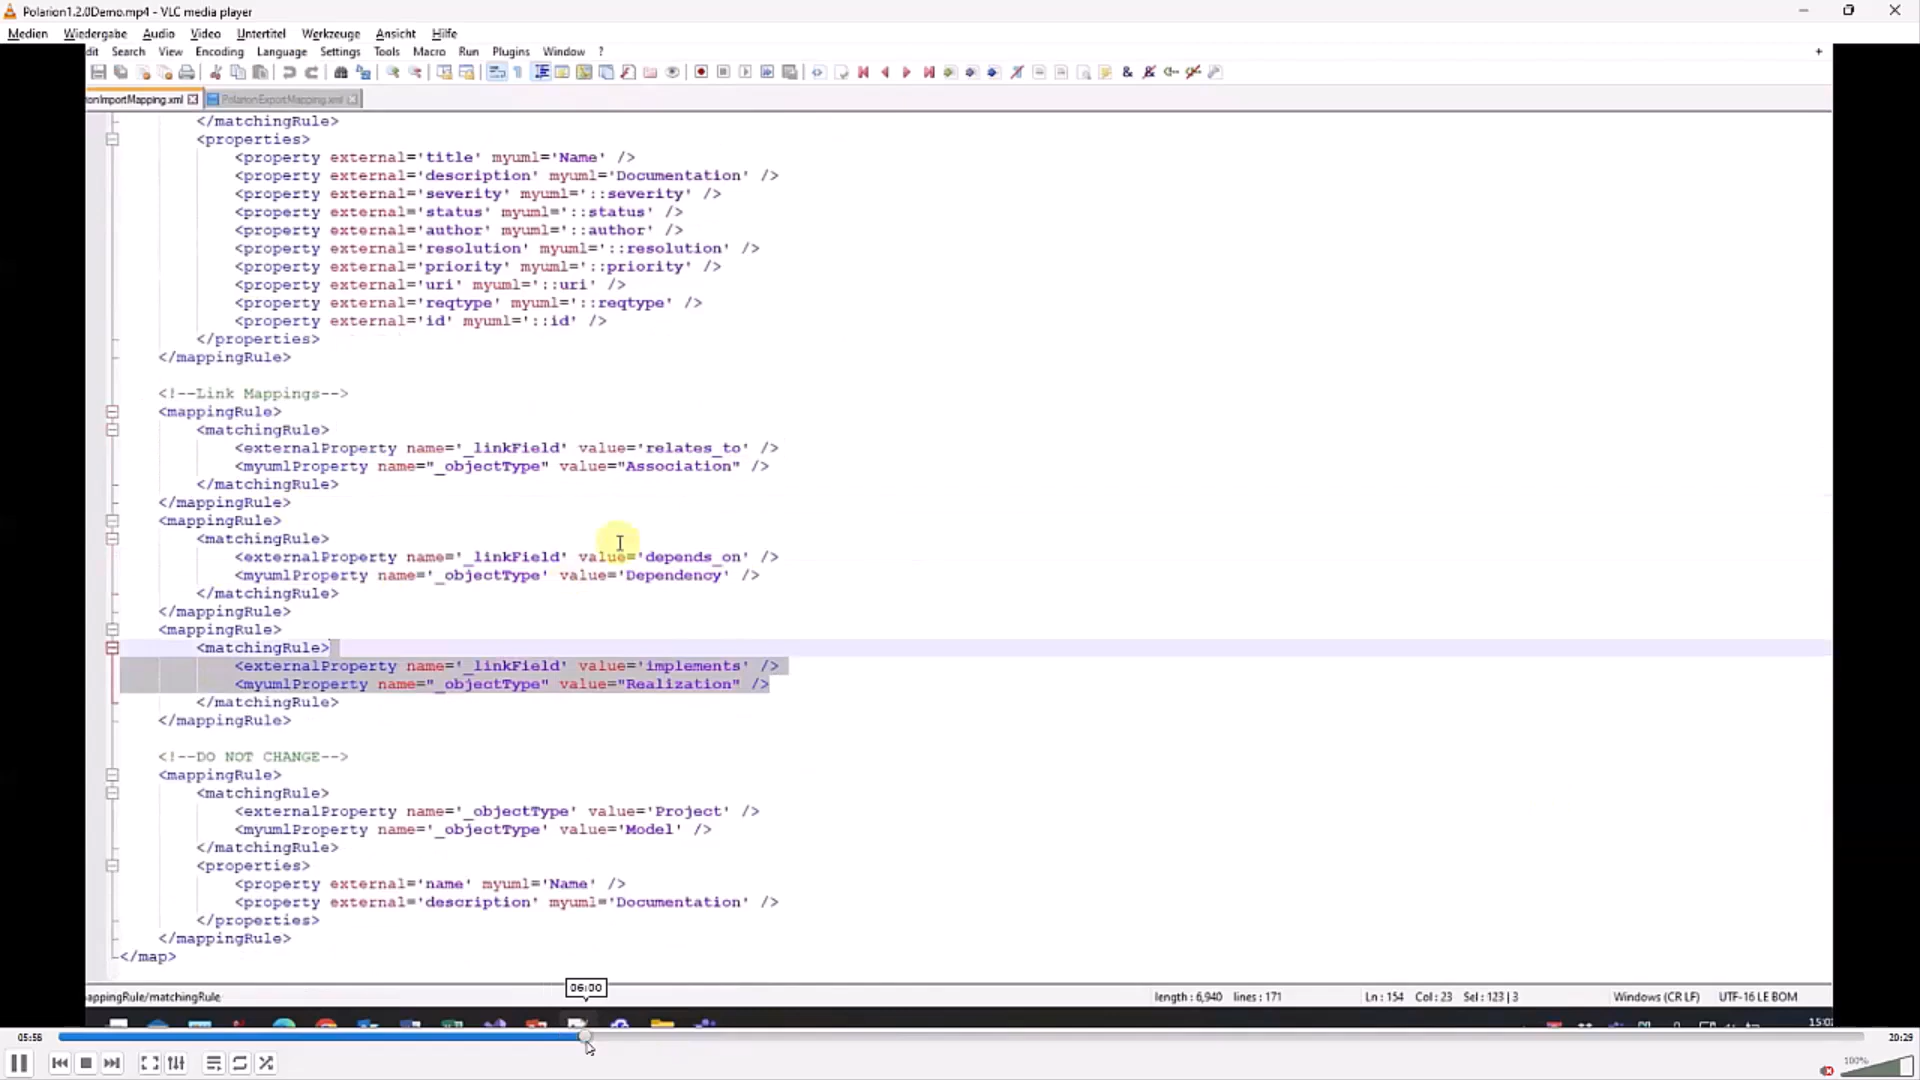 Polarion1.2.0Demo.mp4 - VLC media player
Medien Wiedergabe Audio Video Untertitel Werkzeuge Ansicht Hilfe
dit Search View Encoding Language Settings Tools Macro Run Plugins Window ? +
onImportMapping.xml PolarionExportMapping.xml
</matchingRule>
<properties>
<property external='title' myuml='Name' />
<property external='description' myuml='Documentation' />
<property external='severity' myuml='::severity' />
<property external='status' myuml='::status' />
<property external='author' myuml='::author' />
<property external='resolution' myuml='::resolution' />
<property external='priority' myuml='::priority' />
<property external='uri' myuml='::uri' />
<property external='reqtype' myuml='::reqtype' />
<property external='id' myuml='::id' />
</properties>
</mappingRule>
<!--Link Mappings-->
<mappingRule>
<matchingRule>
<externalProperty name='_linkField' value='relates_to' />
<myumlProperty name="_objectType" value="Association" />
</matchingRule>
</mappingRule>
<mappingRule>
<matchingRule>
<externalProperty name='_linkField' value='depends_on' />
<myumlProperty name='_objectType' value='Dependency' />
</matchingRule>
</mappingRule>
<mappingRule>
<matchingRule>
<externalProperty name='_linkField' value='implements' />
<myumlProperty name="_objectType" value="Realization" />
</matchingRule>
</mappingRule>
<!--DO NOT CHANGE-->
<mappingRule>
<matchingRule>
<externalProperty name='_objectType' value='Project' />
<myumlProperty name='_objectType' value='Model' />
</matchingRule>
<properties>
<property external='name' myuml='Name' />
<property external='description' myuml='Documentation' />
</properties>
</mappingRule>
</map>
06:00
appingRule/matchingRule length : 6,940 lines : 171 Ln : 154 Col : 23 Sel : 123 | 3 Windows (CR LF) UTF-16 LE BOM
15:02
05:56 20:29
100%